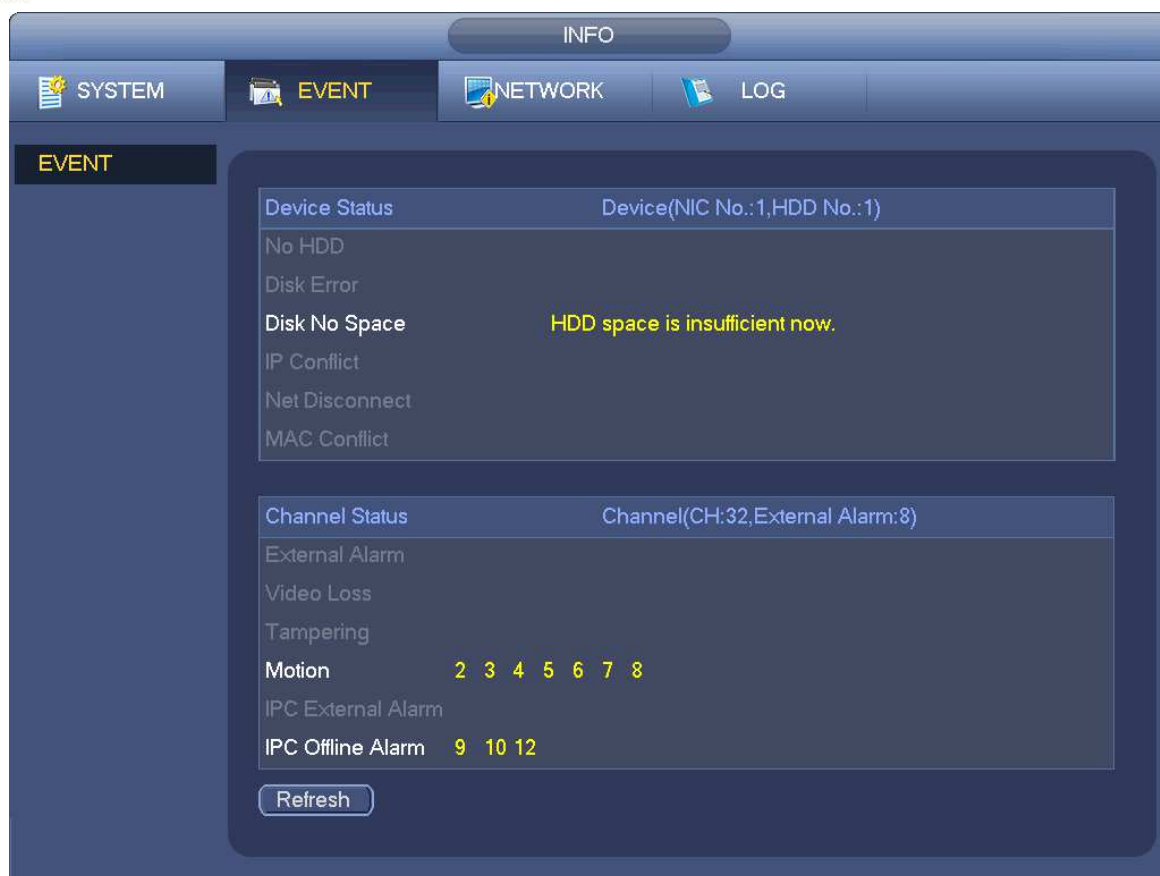 INFO
SYSTEM EVENT NETWORK LOG
EVENT
Device Status Device(NIC No.:1,HDD No.:1)
No HDD
Disk Error
Disk No Space HDD space is insufficient now.
IP Conflict
Net Disconnect
MAC Conflict
Channel Status Channel(CH:32,External Alarm:8)
External Alarm
Video Loss
Tampering
Motion 2 3 4 5 6 7 8
IPC External Alarm
IPC Offline Alarm 9 10 12
Refresh